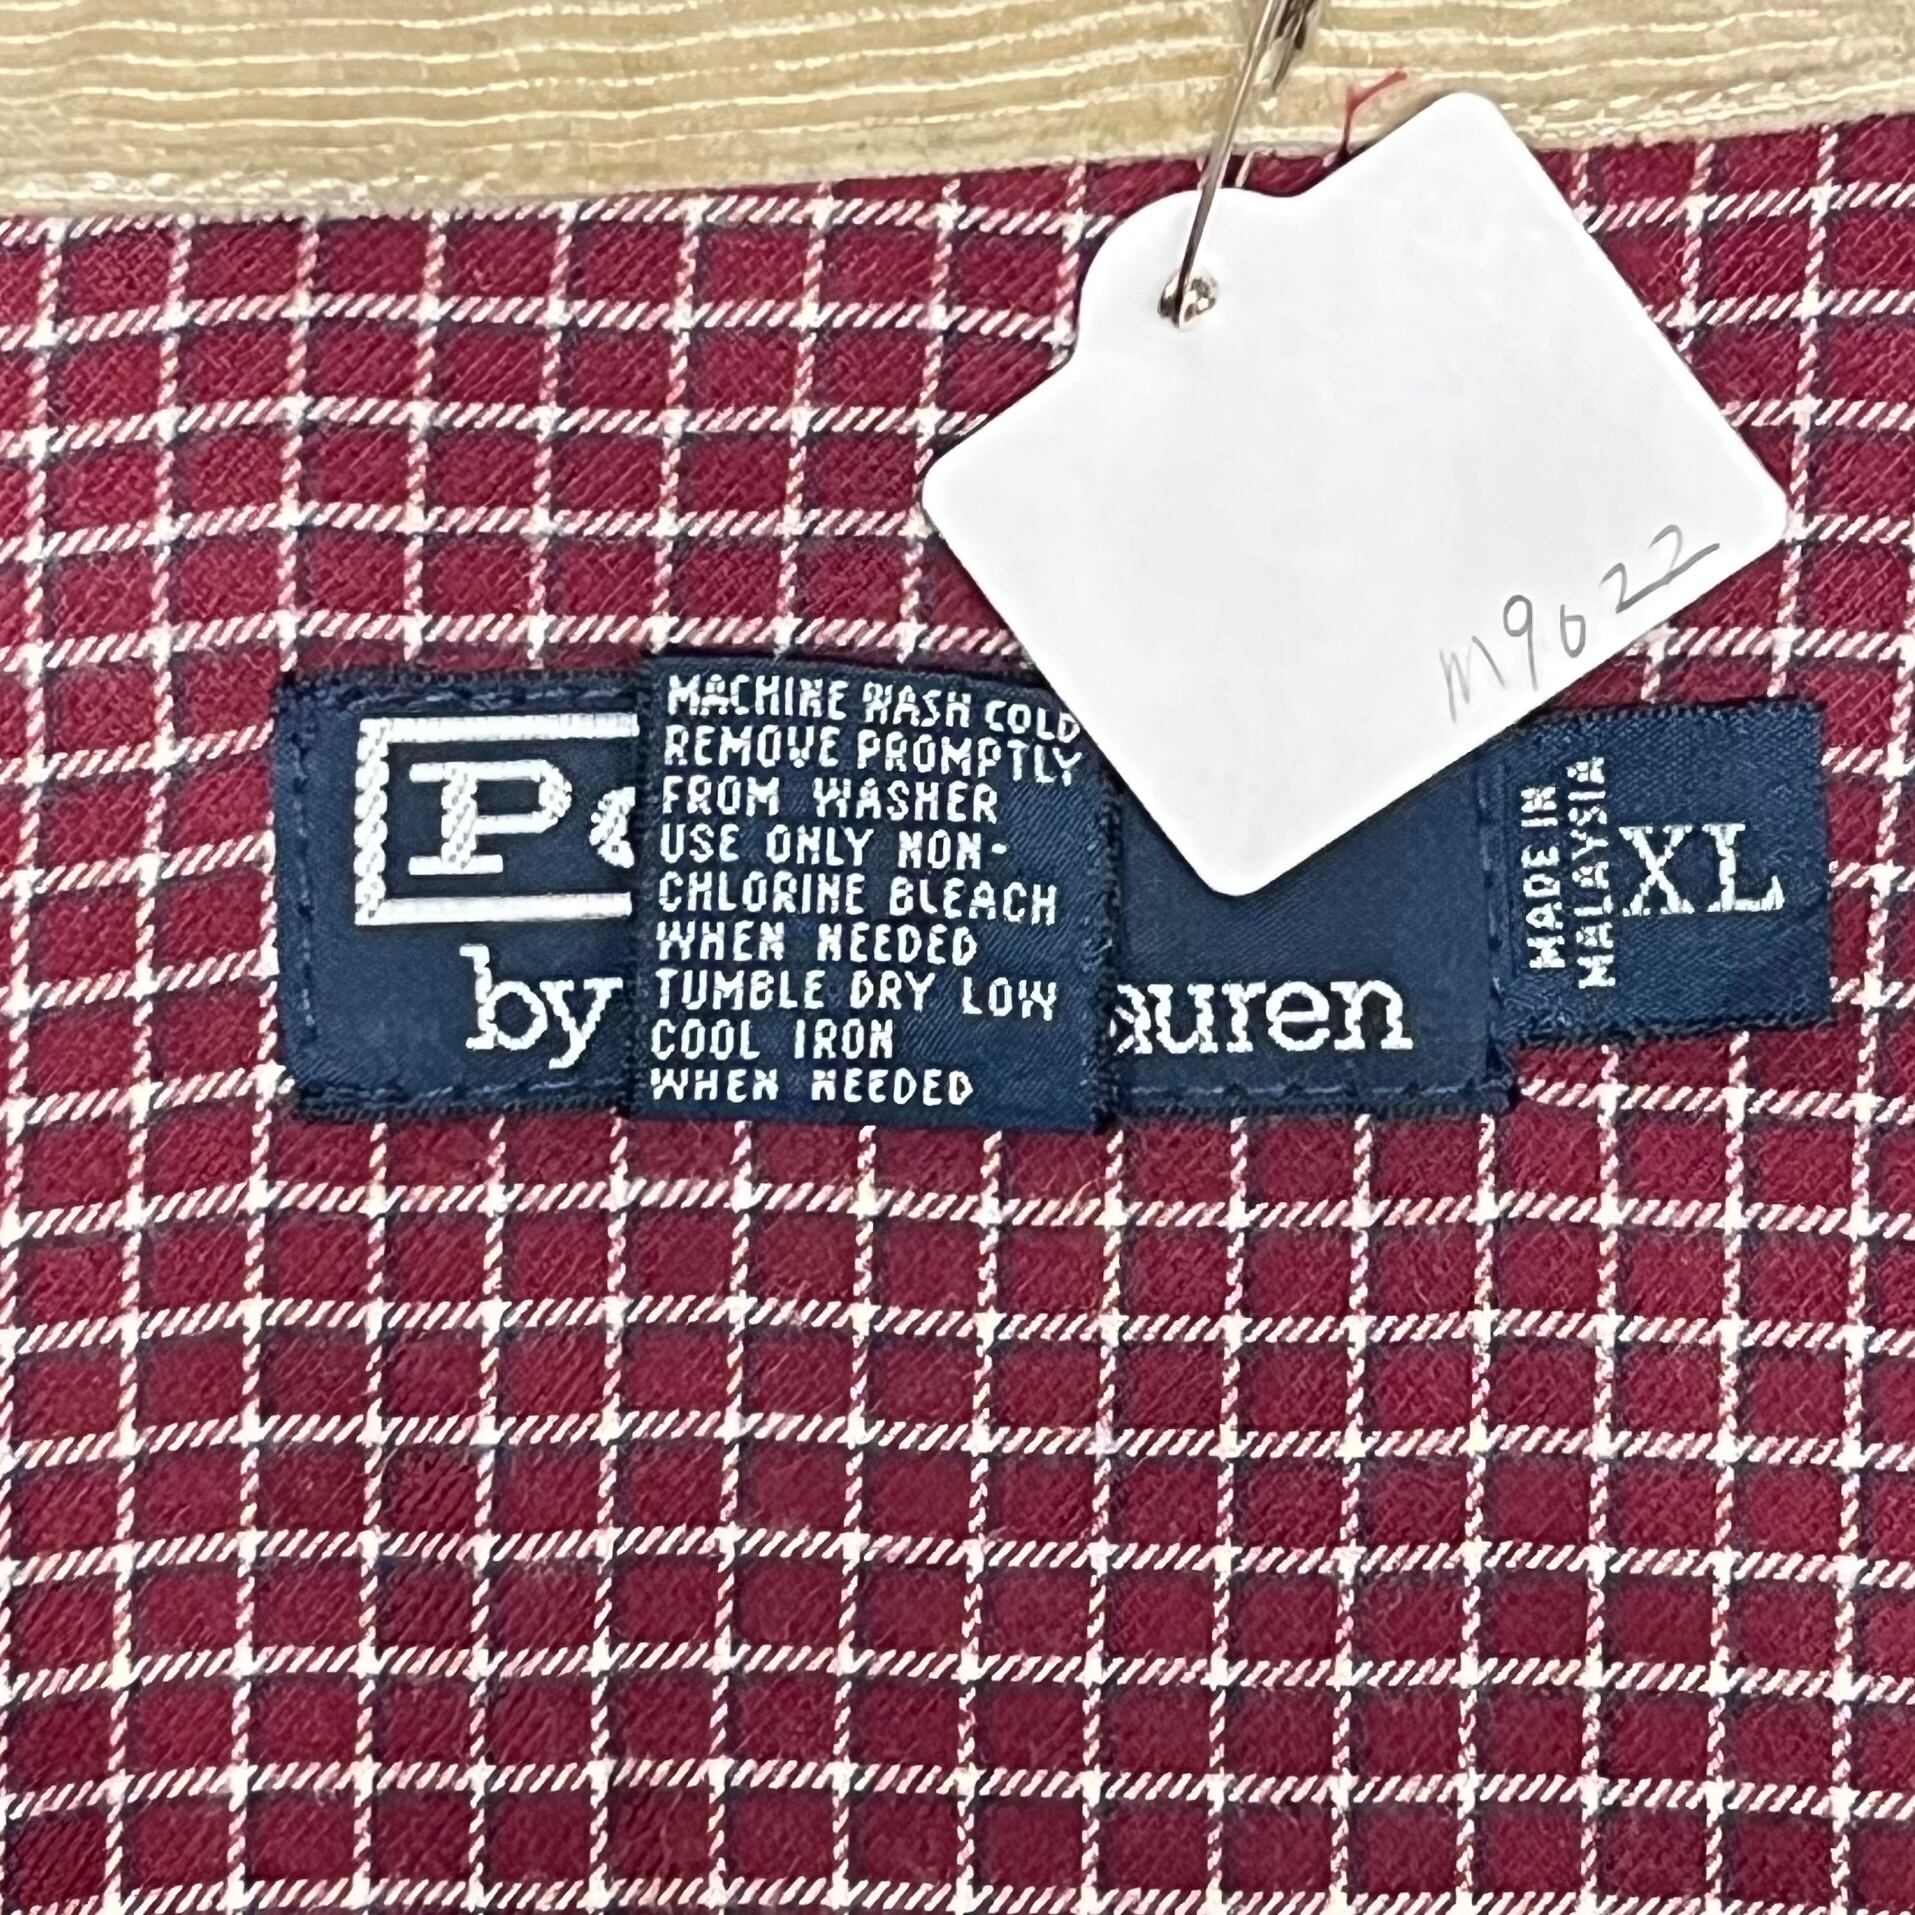 M9622
P
by auren
MACHINE WASH COLD
REMOVE PROMPTLY
FROM WASHER
USE ONLY NON-
CHLORINE BLEACH
WHEN NEEDED
TUMBLE DRY LOW
COOL IRON
WHEN NEEDED
MADE IN
MALAYSIA
XL